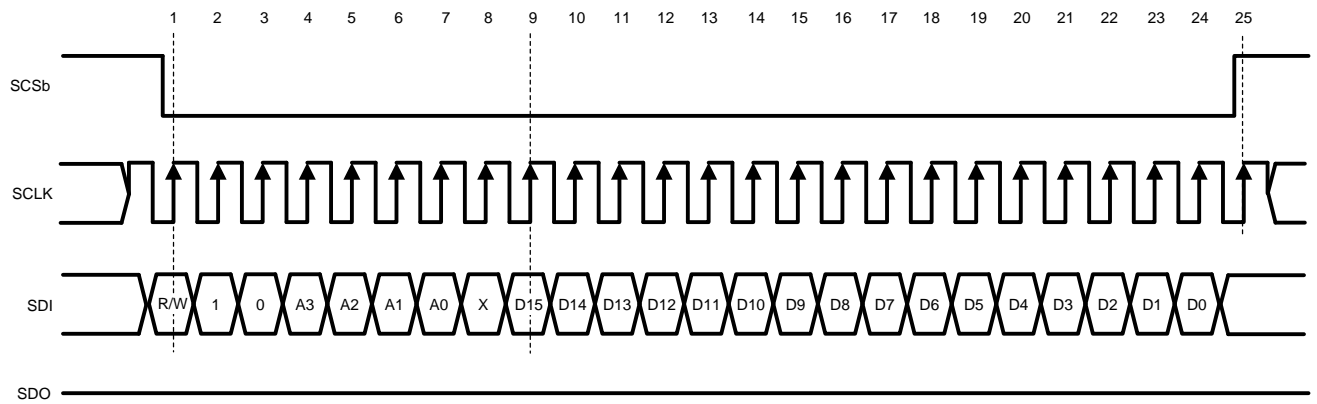 1 2 3 4 5 6 7 8 9 10 11 12 13 14 15 16 17 18 19 20 21 22 23 24 25
SCSb
SCLK
SDI R/W 1 0 A3 A2 A1 A0 X D15 D14 D13 D12 D11 D10 D9 D8 D7 D6 D5 D4 D3 D2 D1 D0
SDO